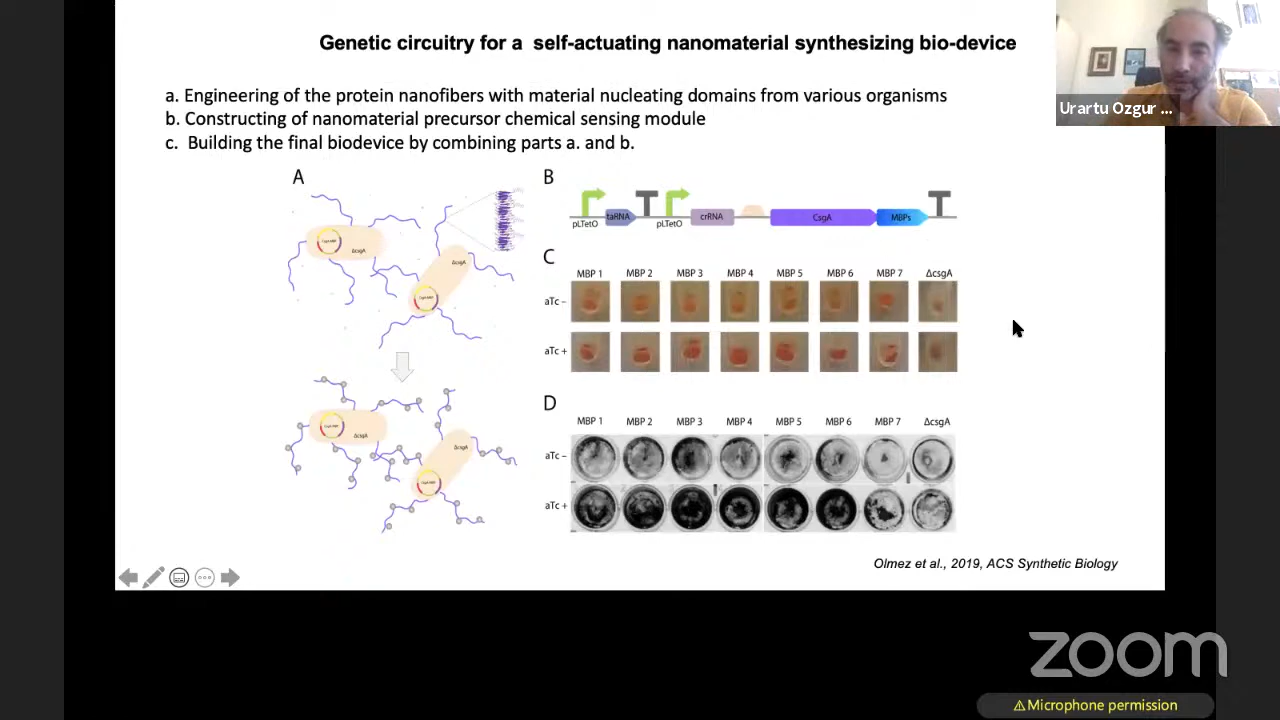 Genetic circuitry for a self-actuating nanomaterial synthesizing bio-device
Urartu Ozgur ...
a. Engineering of the protein nanofibers with material nucleating domains from various organisms
b. Constructing of nanomaterial precursor chemical sensing module
c. Building the final biodevice by combining parts a. and b.
A
ΔcsgA
ΔcsgA
ΔcsgA
ΔcsgA
B
pLTetO taRNA pLTetO crRNA CsgA MBPs
C
MBP 1 MBP 2 MBP 3 MBP 4 MBP 5 MBP 6 MBP 7 ΔcsgA
aTc –
aTc +
D
MBP 1 MBP 2 MBP 3 MBP 4 MBP 5 MBP 6 MBP 7 ΔcsgA
aTc –
aTc +
Olmez et al., 2019, ACS Synthetic Biology
zoom
⚠Microphone permission